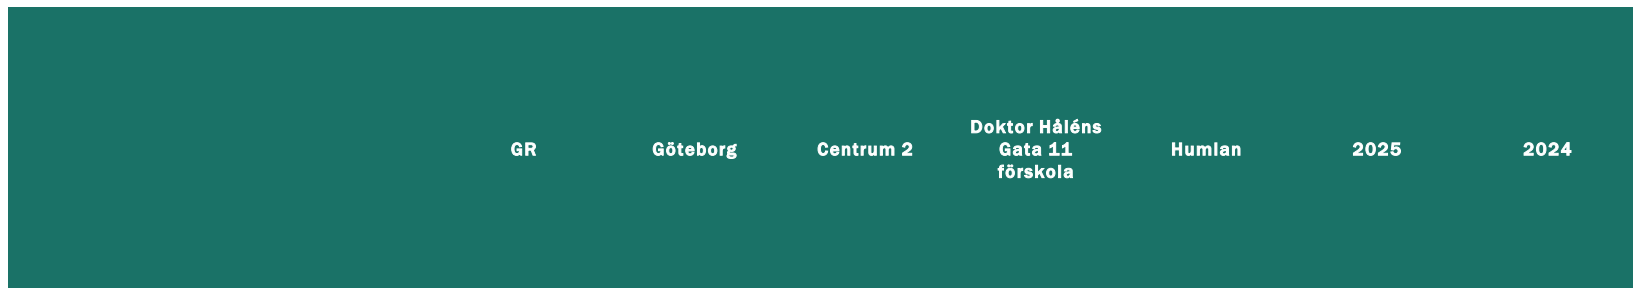 GR
Göteborg
Centrum 2
Doktor Håléns
Gata 11
förskola
Humlan
2025
2024